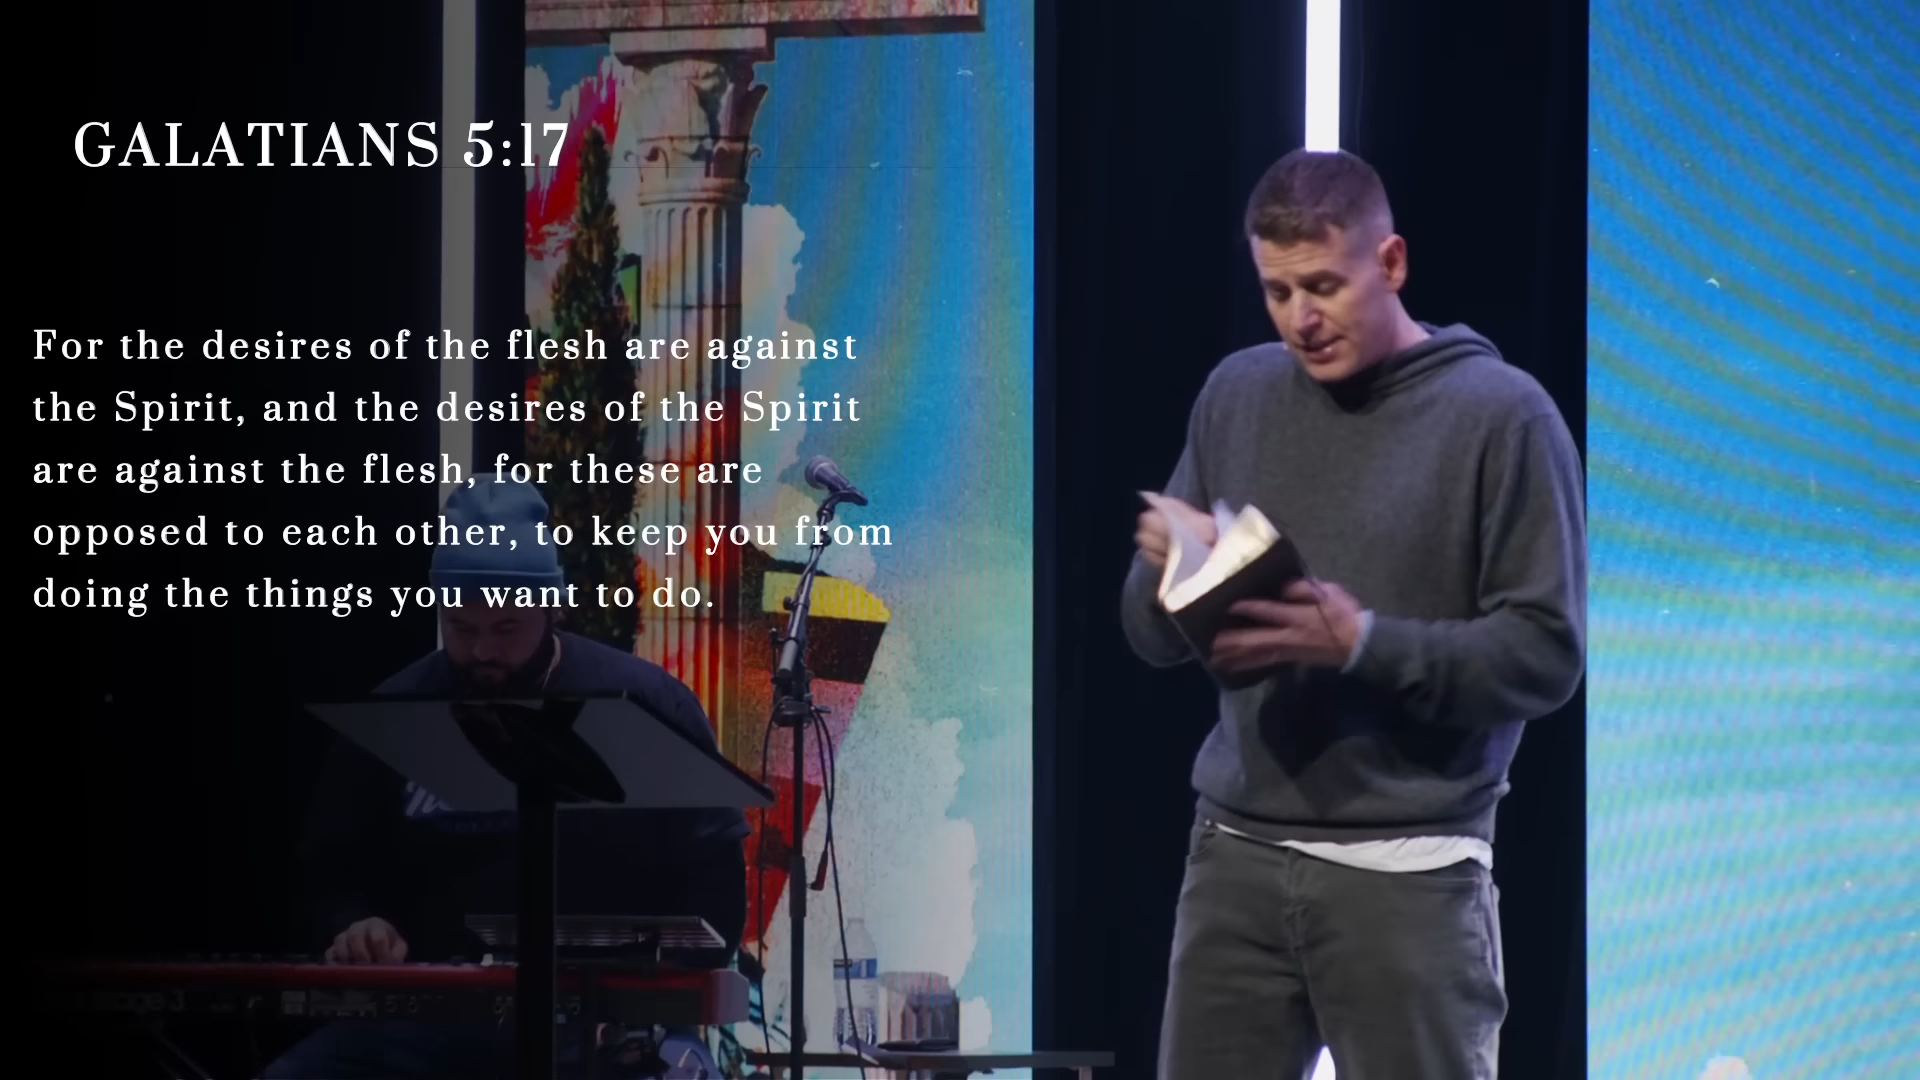 GALATIANS 5:17
For the desires of the flesh are against
the Spirit, and the desires of the Spirit
are against the flesh, for these are
opposed to each other, to keep you from
doing the things you want to do.